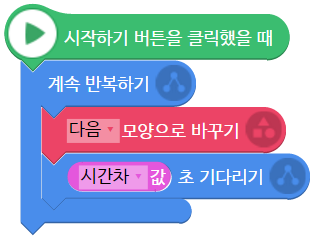 시작하기 버튼을 클릭했을 때
계속 반복하기
다음 모양으로 바꾸기
시간차 값 초 기다리기